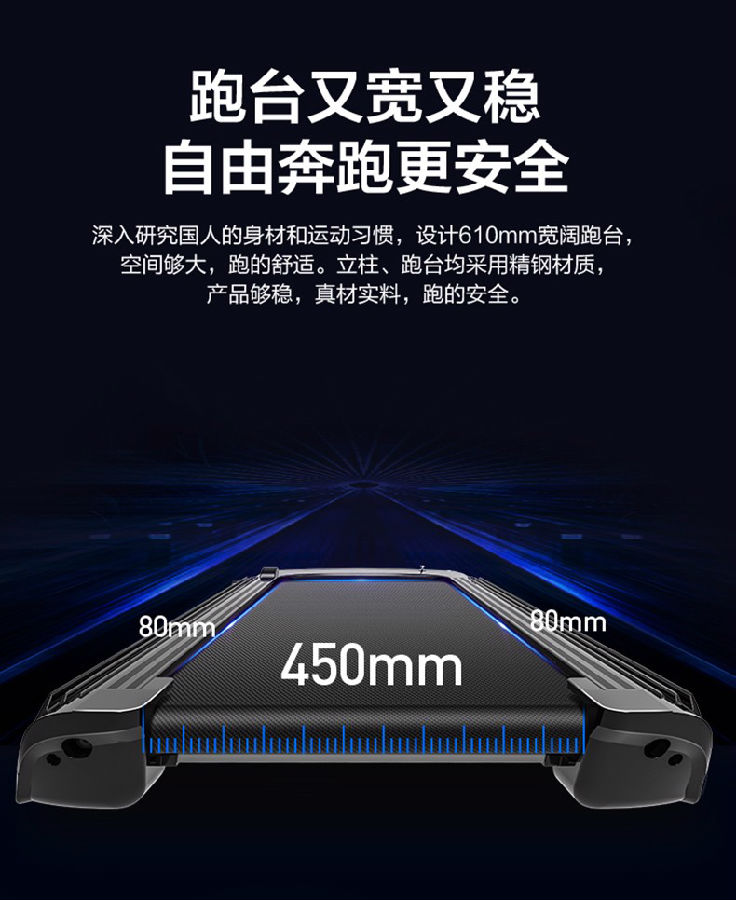 跑台又宽又稳
自由奔跑更安全
深入研究国人的身材和运动习惯，设计610mm宽阔跑台，
空间够大，跑的舒适。立柱、跑台均采用精钢材质，
产品够稳，真材实料，跑的安全。
80mm
80mm
450mm